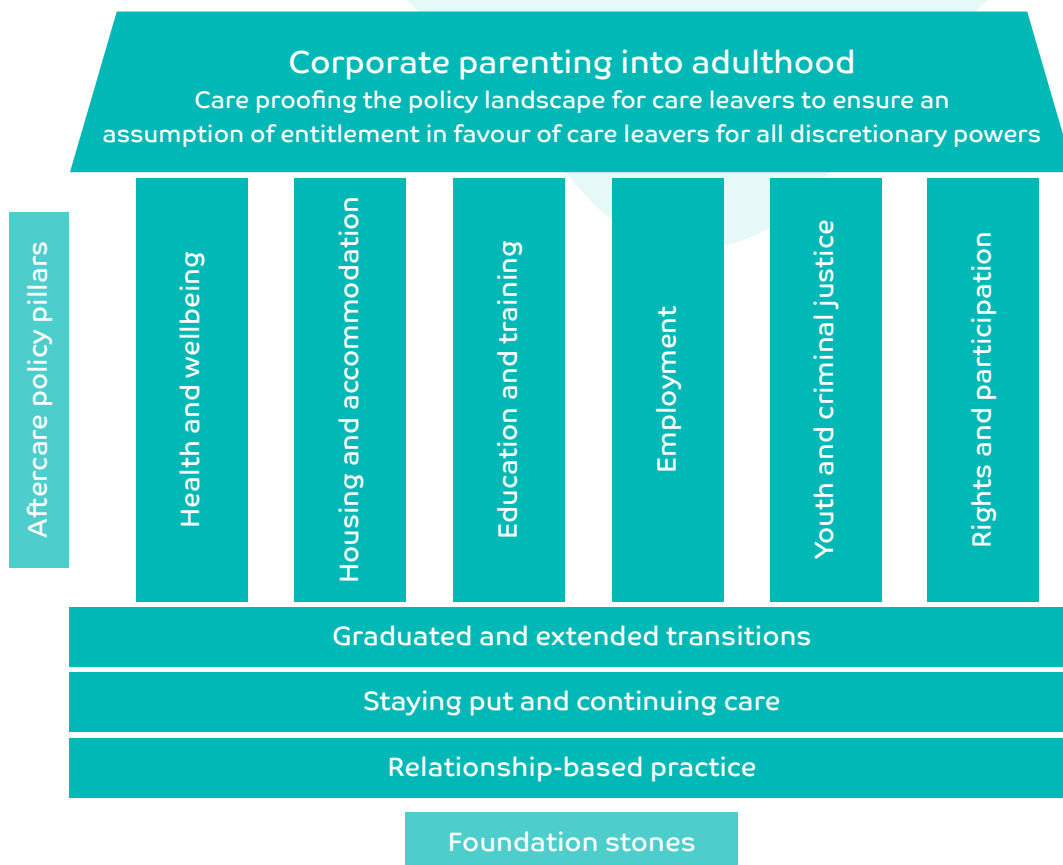 Corporate parenting into adulthood
Care proofing the policy landscape for care leavers to ensure an
assumption of entitlement in favour of care leavers for all discretionary powers
Aftercare policy pillars
Health and wellbeing
Housing and accommodation
Education and training
Employment
Youth and criminal justice
Rights and participation
Graduated and extended transitions
Staying put and continuing care
Relationship-based practice
Foundation stones